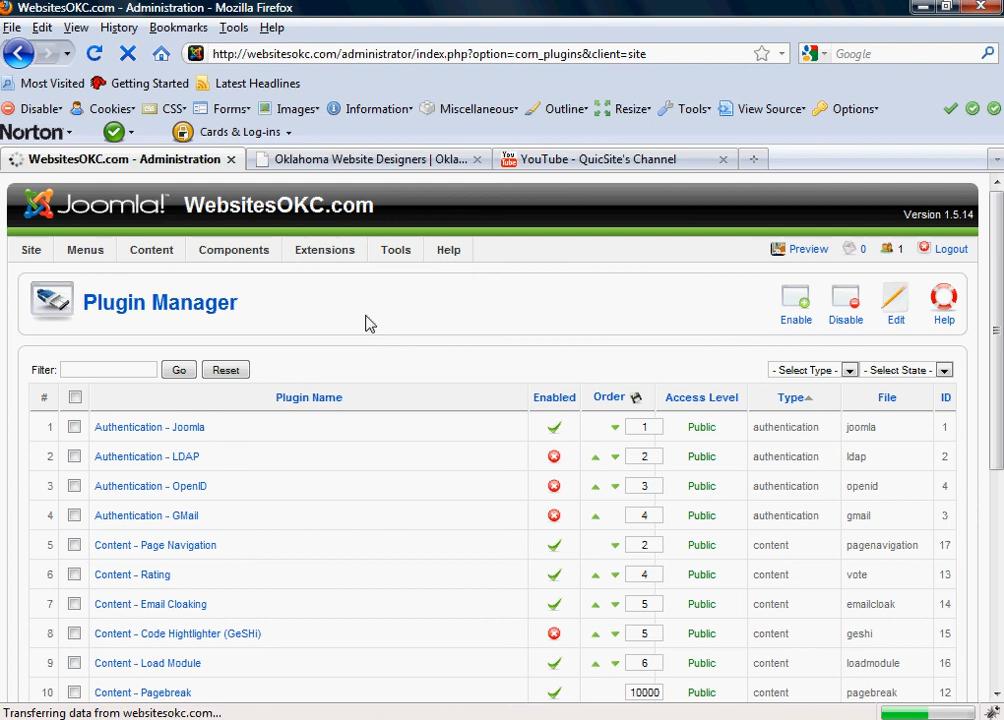 WebsitesOKC.com - Administration - Mozilla Firefox
File Edit View History Bookmarks Tools Help
http://websitesokc.com/administrator/index.php?option=com_plugins&client=site Google
Most Visited Getting Started Latest Headlines
Disable Cookies CSS Forms Images Information Miscellaneous Outline Resize Tools View Source Options
Norton Cards & Log-ins
WebsitesOKC.com - Administration Oklahoma Website Designers | Okla... You Tube YouTube - QuicSite's Channel
Joomla! WebsitesOKC.com
Version 1.5.14
Site Menus Content Components Extensions Tools Help Preview 0 1 Logout
Plugin Manager
Enable Disable Edit Help
Filter: Go Reset - Select Type - - Select State -
# Plugin Name Enabled Order Access Level Type File ID
1 Authentication - Joomla 1 Public authentication joomla 1
2 Authentication - LDAP 2 Public authentication ldap 2
3 Authentication - OpenID 3 Public authentication openid 4
4 Authentication - GMail 4 Public authentication gmail 3
5 Content - Page Navigation 2 Public content pagenavigation 17
6 Content - Rating 4 Public content vote 13
7 Content - Email Cloaking 5 Public content emailcloak 14
8 Content - Code Hightlighter (GeSHi) 5 Public content geshi 15
9 Content - Load Module 6 Public content loadmodule 16
10 Content - Pagebreak 10000 Public content pagebreak 12
Transferring data from websitesokc.com...